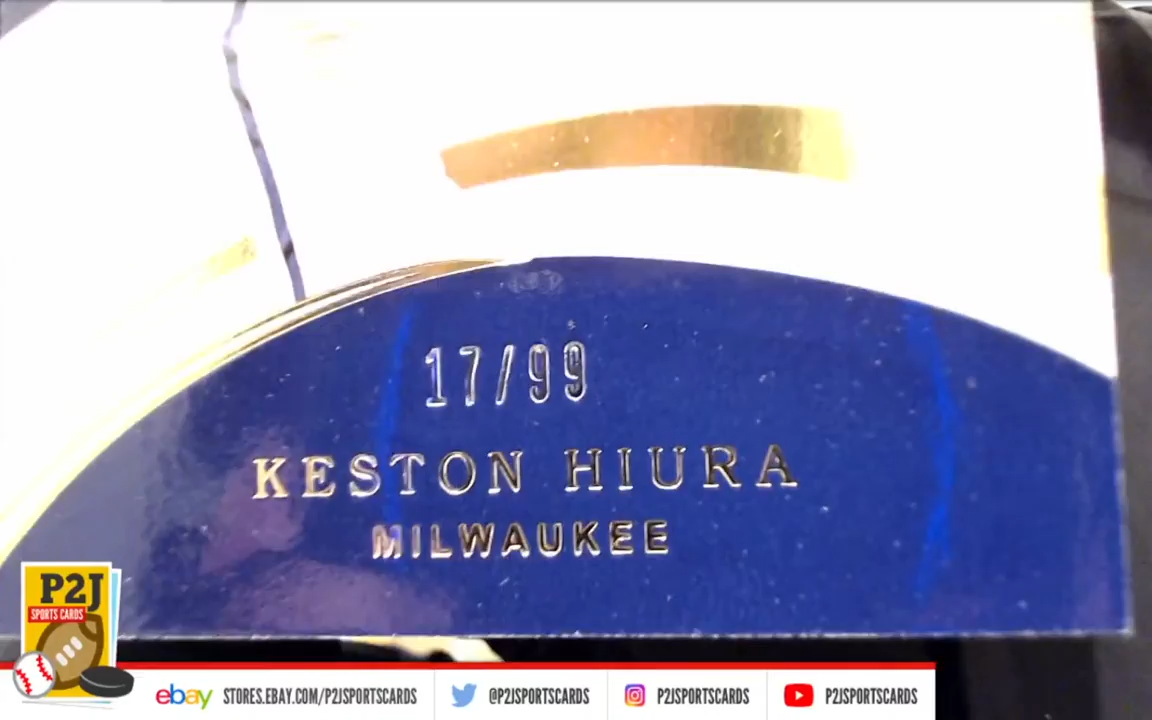 17/99
KESTON HIURA
MILWAUKEE
P2J
SPORTS CARDS
ebay STORES.EBAY.COM/P2JSPORTSCARDS @P2JSPORTSCARDS P2JSPORTSCARDS P2JSPORTSCARDS